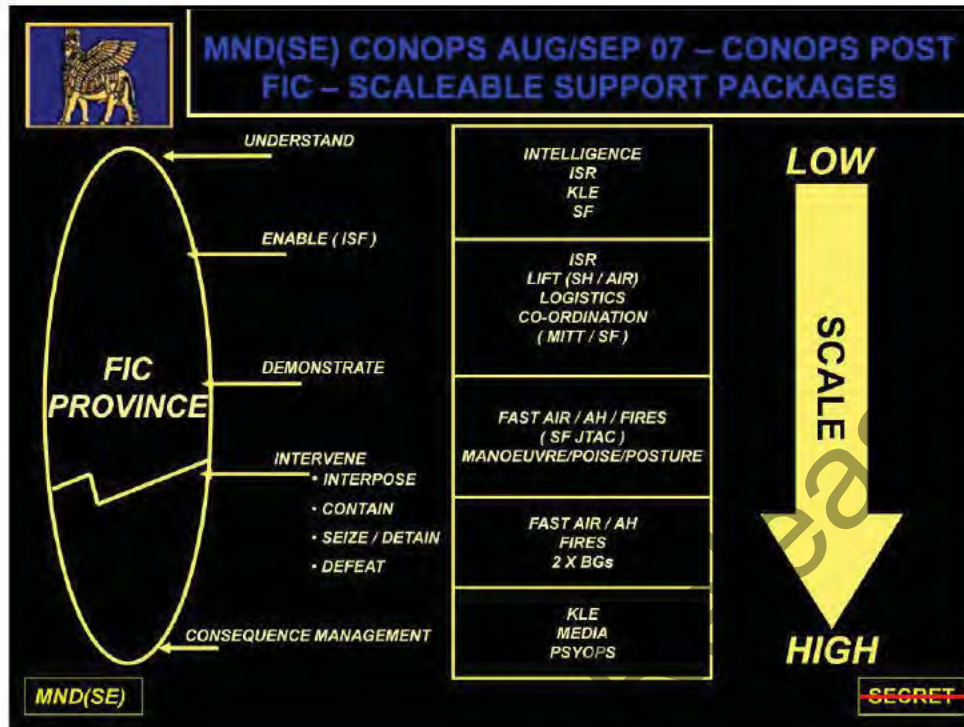 MND(SE) CONOPS AUG/SEP 07 – CONOPS POST
FIC – SCALEABLE SUPPORT PACKAGES
UNDERSTAND
ENABLE ( ISF )
DEMONSTRATE
INTERVENE
• INTERPOSE
• CONTAIN
• SEIZE / DETAIN
• DEFEAT
CONSEQUENCE MANAGEMENT
FIC
PROVINCE
INTELLIGENCE
ISR
KLE
SF
ISR
LIFT (SH / AIR)
LOGISTICS
CO-ORDINATION
( MITT / SF )
FAST AIR / AH / FIRES
( SF JTAC )
MANOEUVRE/POISE/POSTURE
FAST AIR / AH
FIRES
2 X BGs
KLE
MEDIA
PSYOPS
LOW
SCALE
HIGH
MND(SE)
SECRET